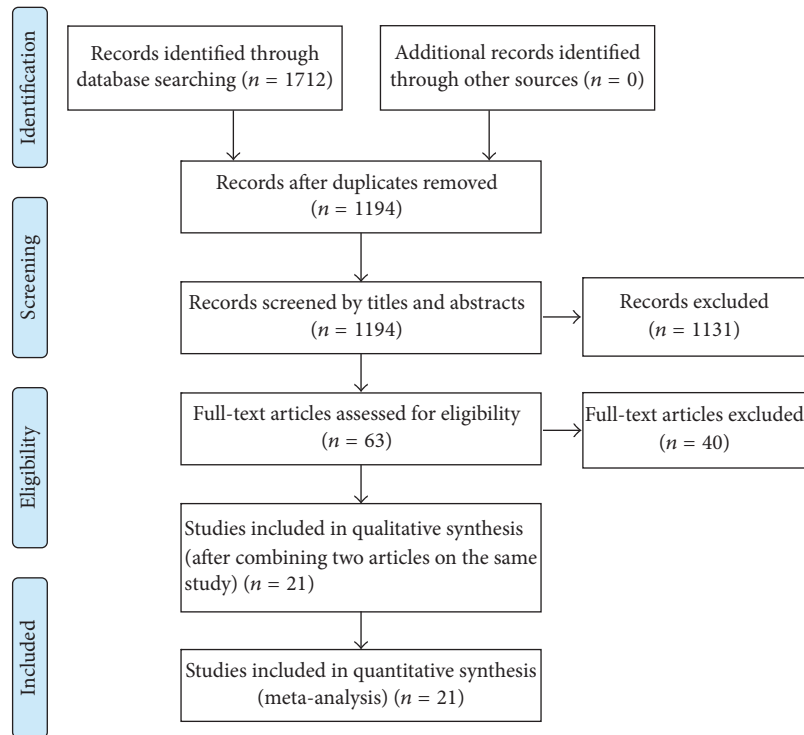 Identification
Records identified through
database searching (n = 1712)
Additional records identified
through other sources (n = 0)
Records after duplicates removed
(n = 1194)
Screening
Records screened by titles and abstracts
(n = 1194)
Records excluded
(n = 1131)
Eligibility
Full-text articles assessed for eligibility
(n = 63)
Full-text articles excluded
(n = 40)
Studies included in qualitative synthesis
(after combining two articles on the same
study) (n = 21)
Included
Studies included in quantitative synthesis
(meta-analysis) (n = 21)